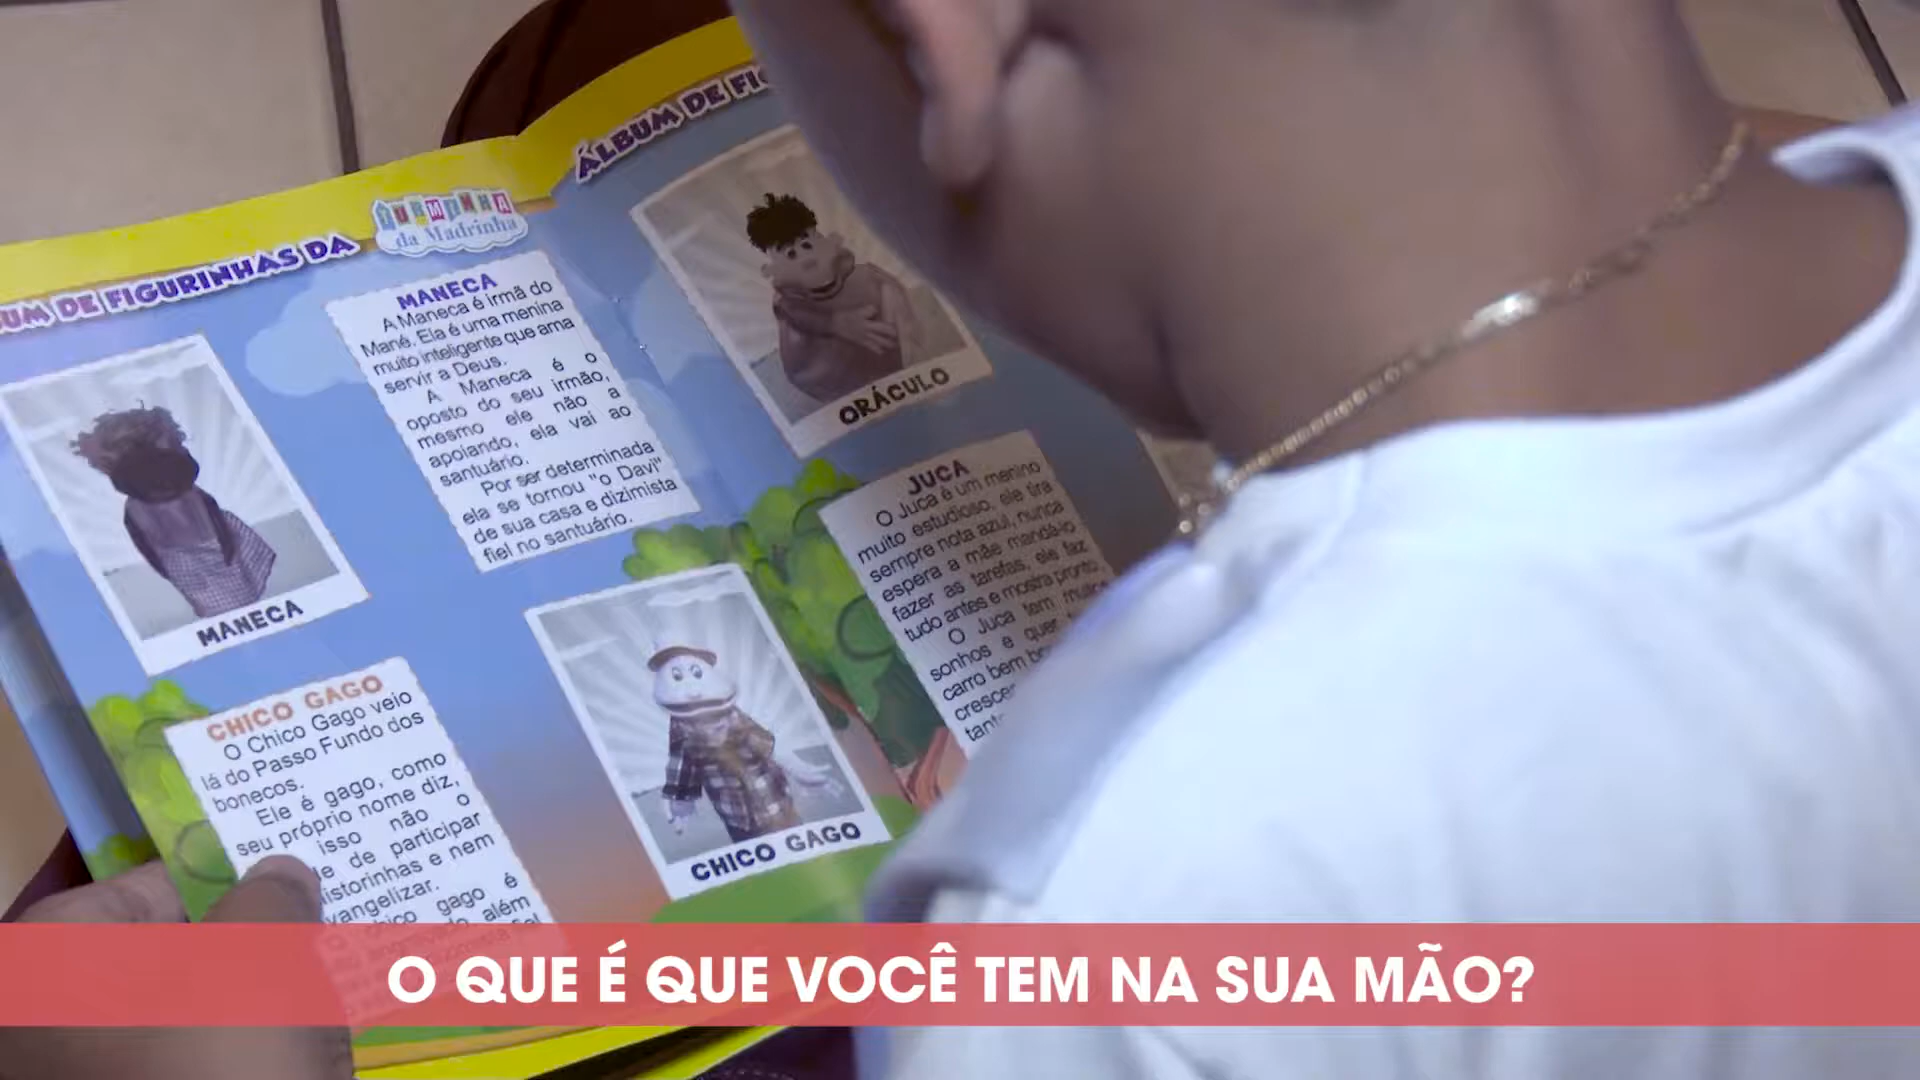 ÁLBUM DE
UM DE FIGURINHAS DA
TURMINHA
da Madrinha
MANECA
A Maneca é irmã do
Mané. Ela é uma menina
muito inteligente que ama
servir a Deus.
A Maneca é o
oposto do seu irmão,
mesmo ele não a
apoiando, ela vai ao
santuário.
Por ser determinada
ela se tornou "o Davi"
de sua casa e dizimista
fiel no santuário.
MANECA
ORÁCULO
JUCA
O Juca é um menino
muito estudioso, ele tira
sempre nota azul, nunca
espera a mãe mandá-lo
fazer as tarefas, ele faz
tudo antes e mostra pronto.
O Juca tem muitos
sonhos e quer
carro bem
CHICO GAGO
O Chico Gago veio
lá do Passo Fundo dos
bonecos.
Ele é gago, como
seu próprio nome diz,
isso não o
de participar
e nem
gago é
além
CHICO GAGO
O QUE É QUE VOCÊ TEM NA SUA MÃO?